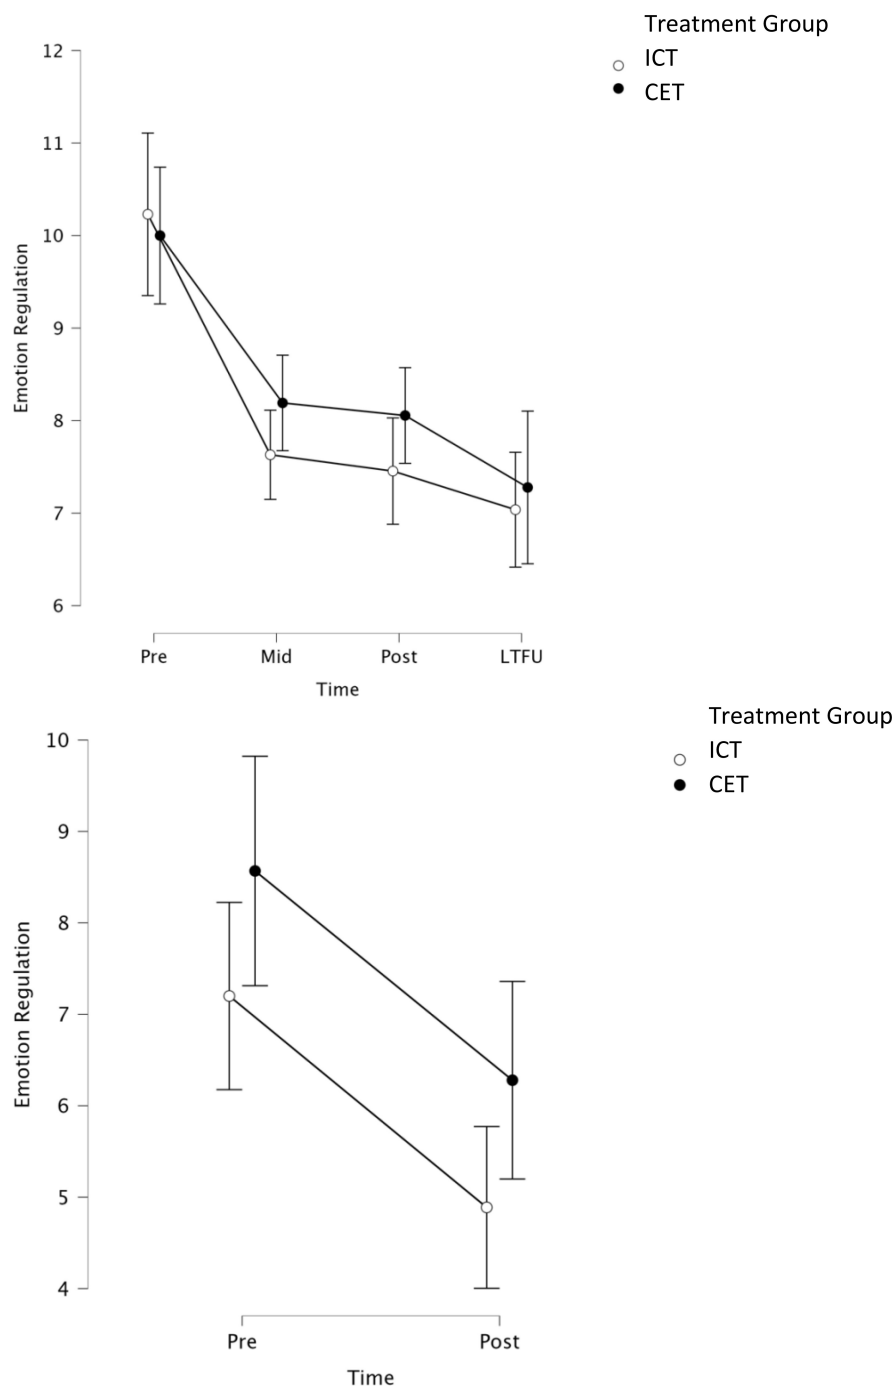 Treatment Group
ICT
CET
12
11
10
9
8
7
6
Emotion Regulation
Pre Mid Post LTFU
Time
Treatment Group
ICT
CET
10
9
8
7
6
5
4
Emotion Regulation
Pre Post
Time